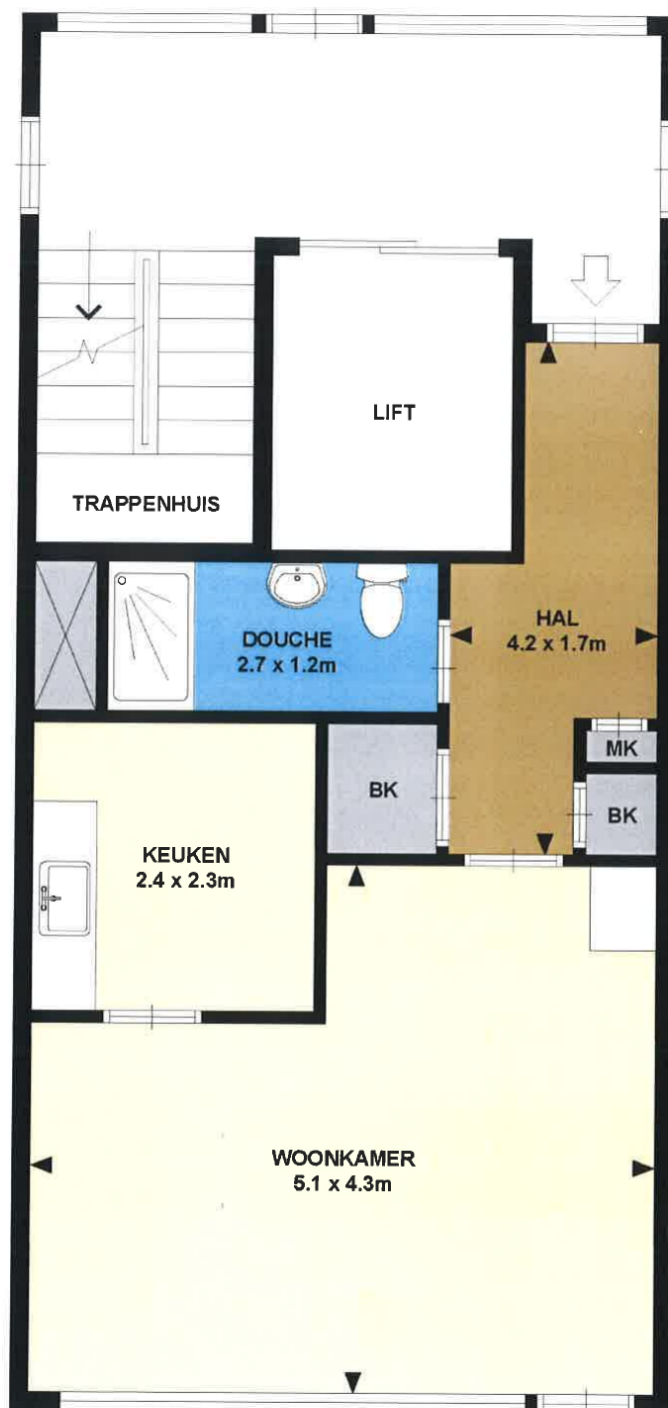 LIFT
TRAPPENHUIS
HAL
4.2 x 1.7m
DOUCHE
2.7 x 1.2m
MK
BK
BK
KEUKEN
2.4 x 2.3m
WOONKAMER
5.1 x 4.3m